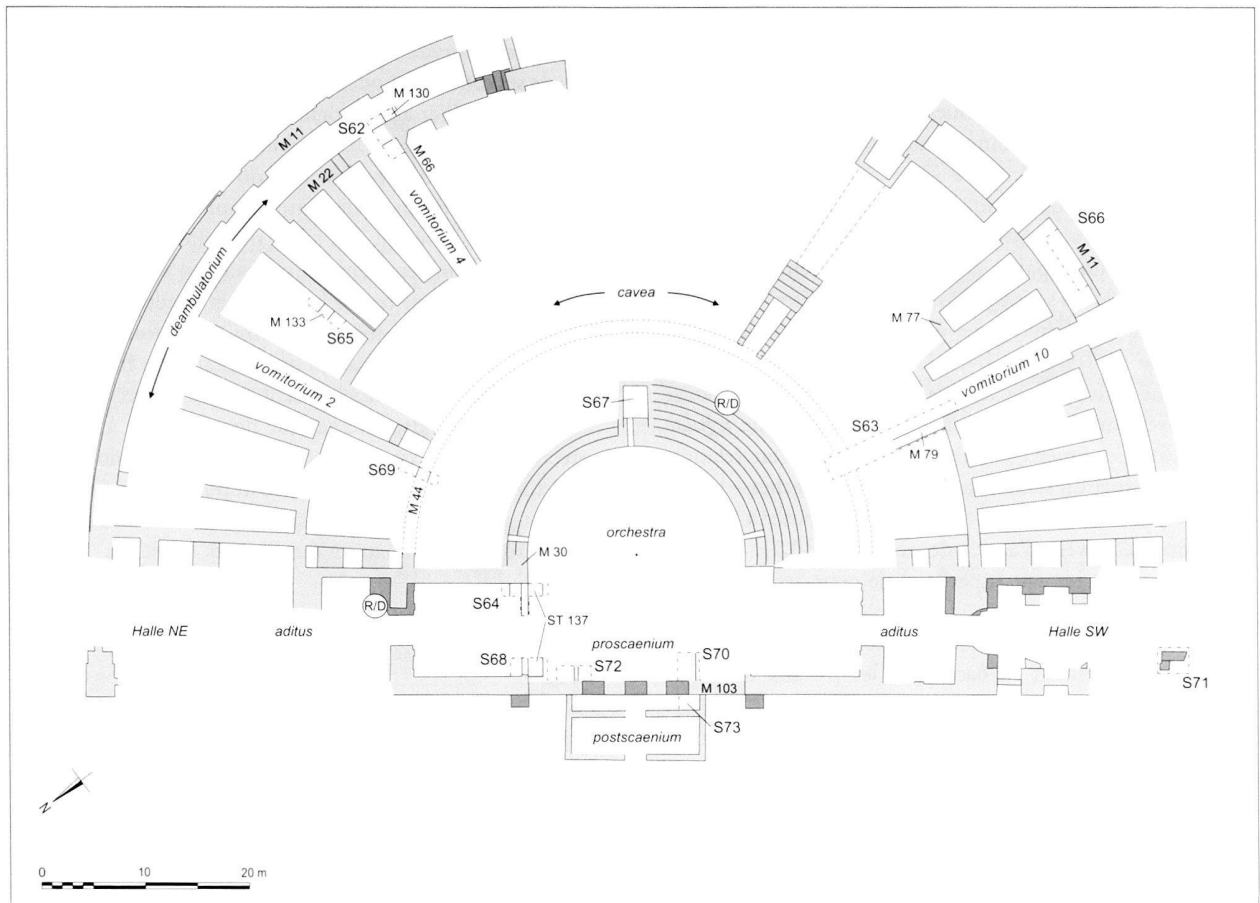 M 130
S62
M 11
M 66
M 22
vomitorium 4
S66
M 11
deambulatorium
cavea
M 133
S65
M 77
vomitorium 2
vomitorium 10
S67
R/D
S63
M 79
S69
M 44
orchestra
M 30
R/D
S64
ST 137
Halle NE
aditus
proscaenium
aditus
Halle SW
S68
S72
S70
M 103
S71
S73
postscaenium
N
0 10 20 m